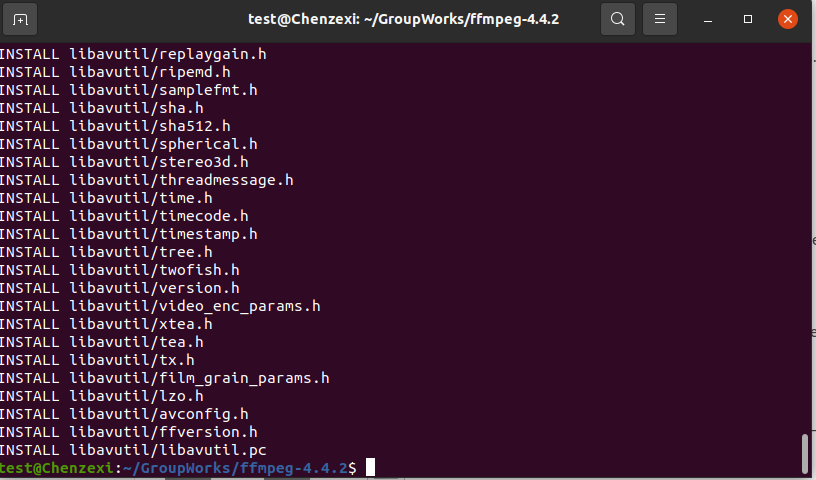 test@Chenzexi: ~/GroupWorks/ffmpeg-4.4.2
INSTALL libavutil/replaygain.h
INSTALL libavutil/ripemd.h
INSTALL libavutil/samplefmt.h
INSTALL libavutil/sha.h
INSTALL libavutil/sha512.h
INSTALL libavutil/spherical.h
INSTALL libavutil/stereo3d.h
INSTALL libavutil/threadmessage.h
INSTALL libavutil/time.h
INSTALL libavutil/timecode.h
INSTALL libavutil/timestamp.h
INSTALL libavutil/tree.h
INSTALL libavutil/twofish.h
INSTALL libavutil/version.h
INSTALL libavutil/video_enc_params.h
INSTALL libavutil/xtea.h
INSTALL libavutil/tea.h
INSTALL libavutil/tx.h
INSTALL libavutil/film_grain_params.h
INSTALL libavutil/lzo.h
INSTALL libavutil/avconfig.h
INSTALL libavutil/ffversion.h
INSTALL libavutil/libavutil.pc
test@Chenzexi:~/GroupWorks/ffmpeg-4.4.2$